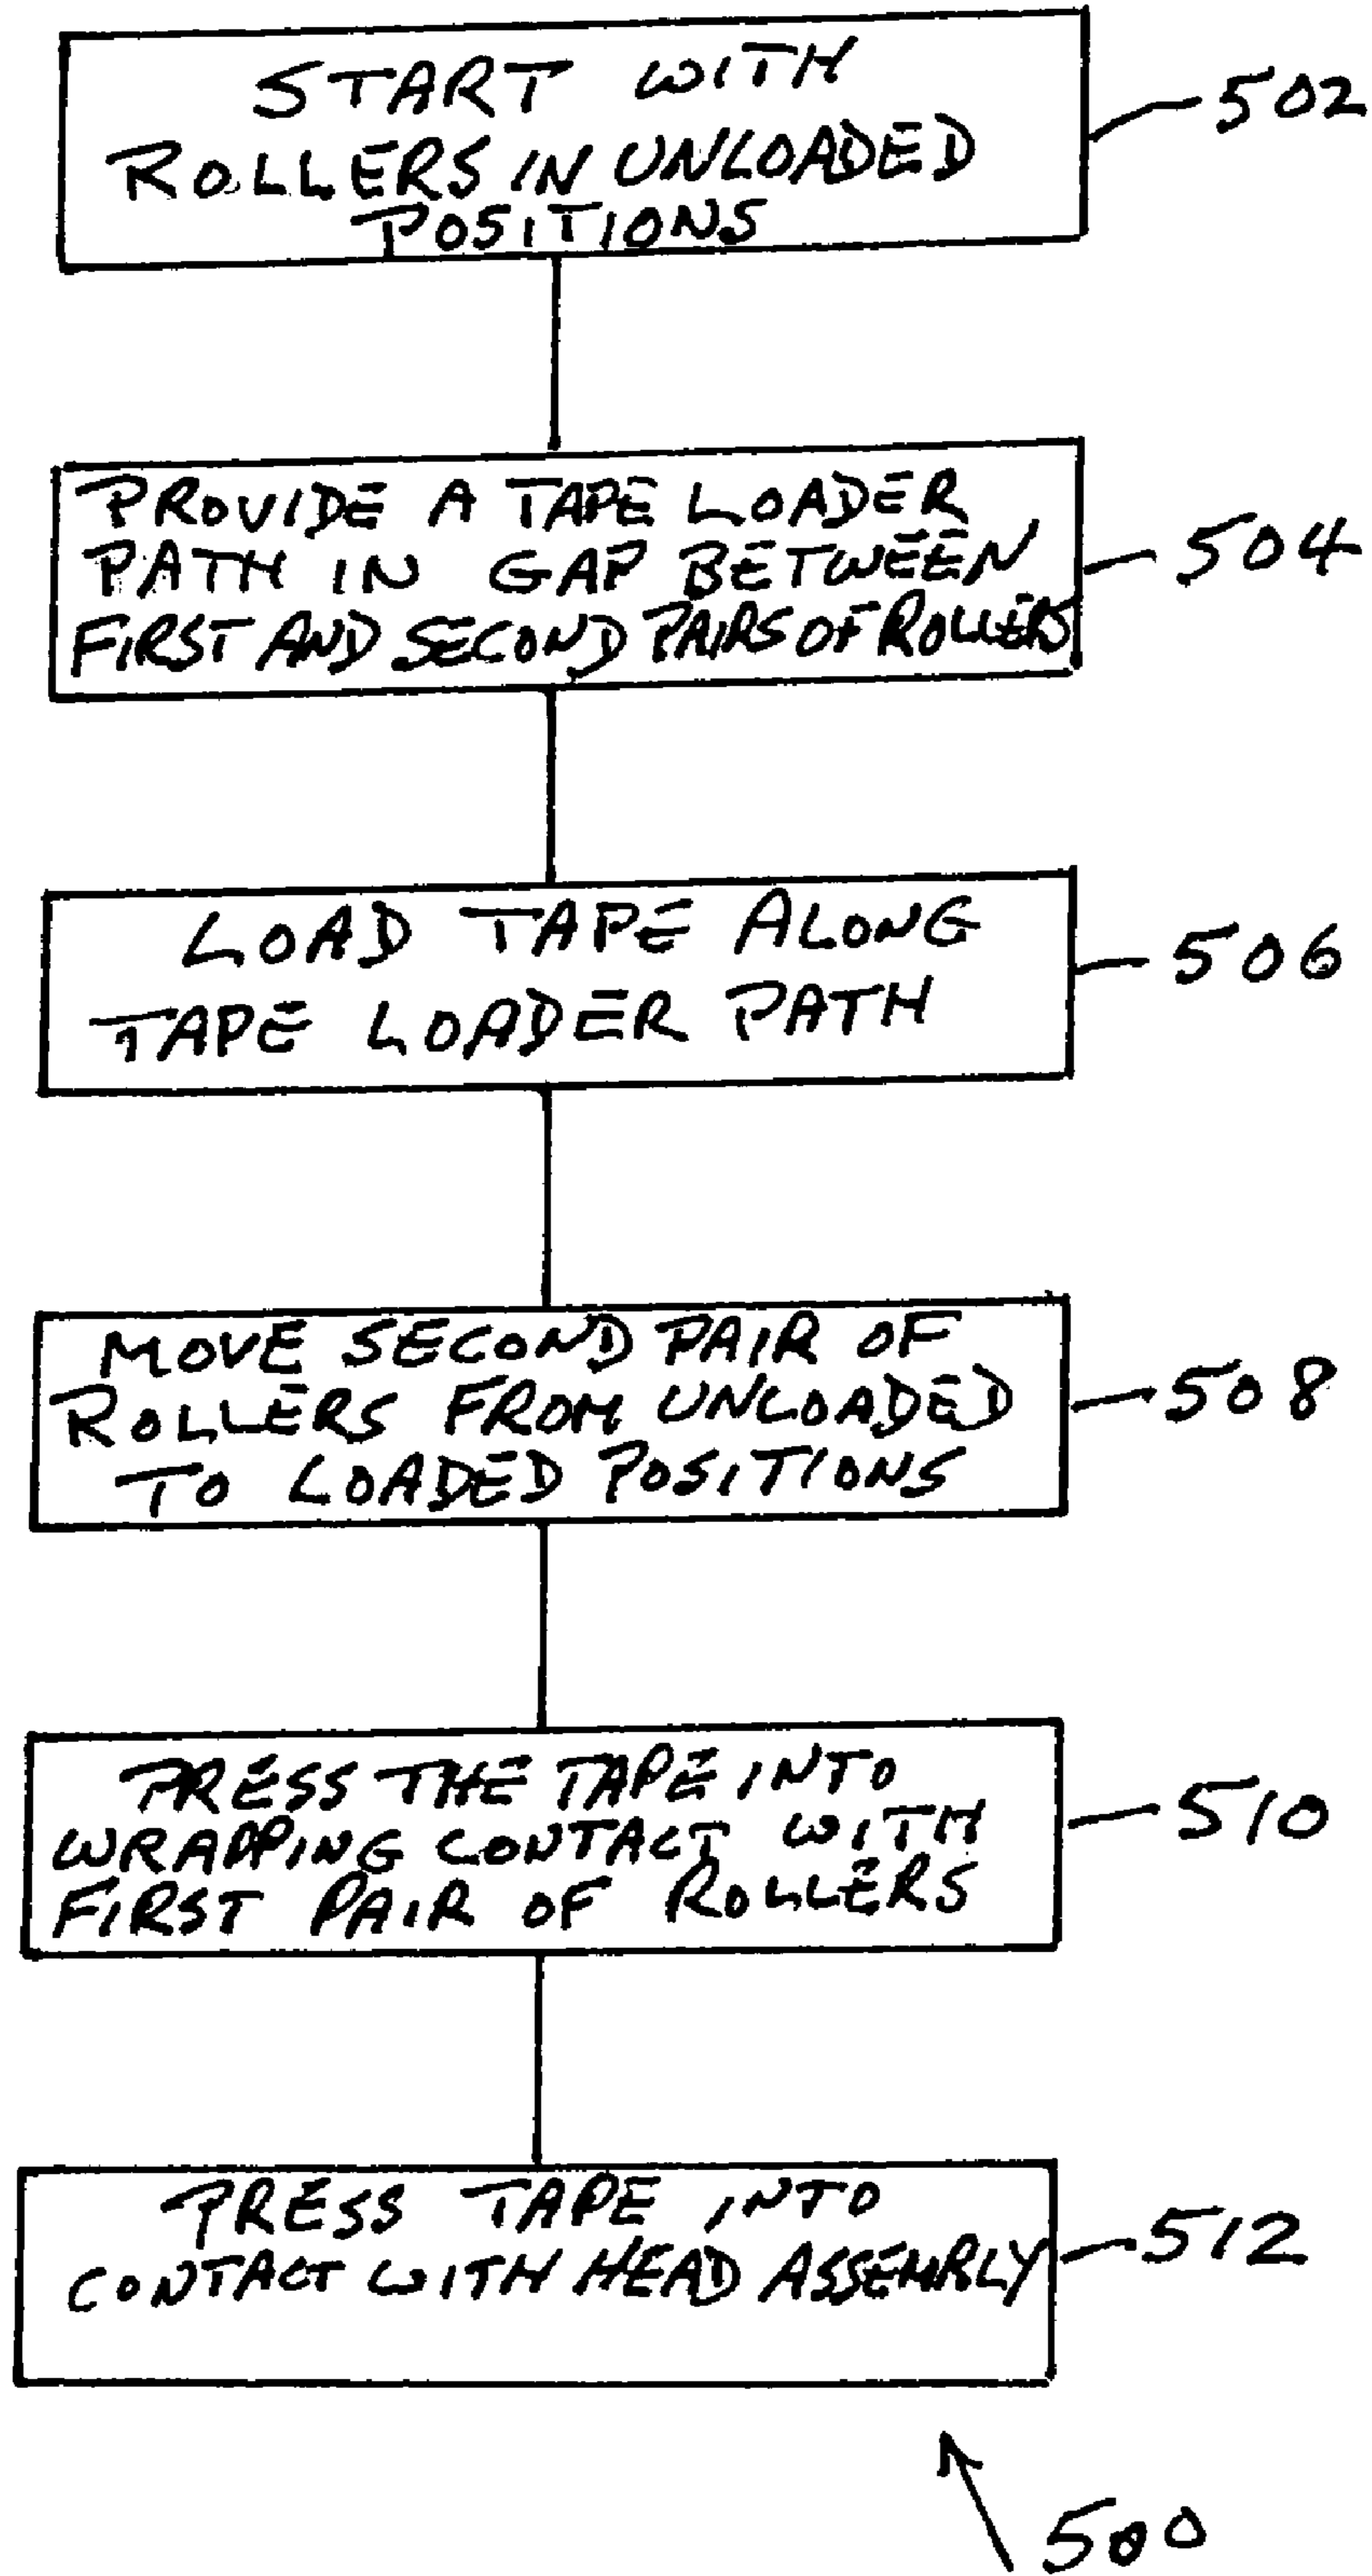 START WITH
ROLLERS IN UNLOADED
POSITIONS
502
PROVIDE A TAPE LOADER
PATH IN GAP BETWEEN
FIRST AND SECOND PAIRS OF ROLLERS
504
LOAD TAPE ALONG
TAPE LOADER PATH
506
MOVE SECOND PAIR OF
ROLLERS FROM UNLOADED
TO LOADED POSITIONS
508
PRESS THE TAPE INTO
WRAPPING CONTACT WITH
FIRST PAIR OF ROLLERS
510
PRESS TAPE INTO
CONTACT WITH HEAD ASSEMBLY
512
500